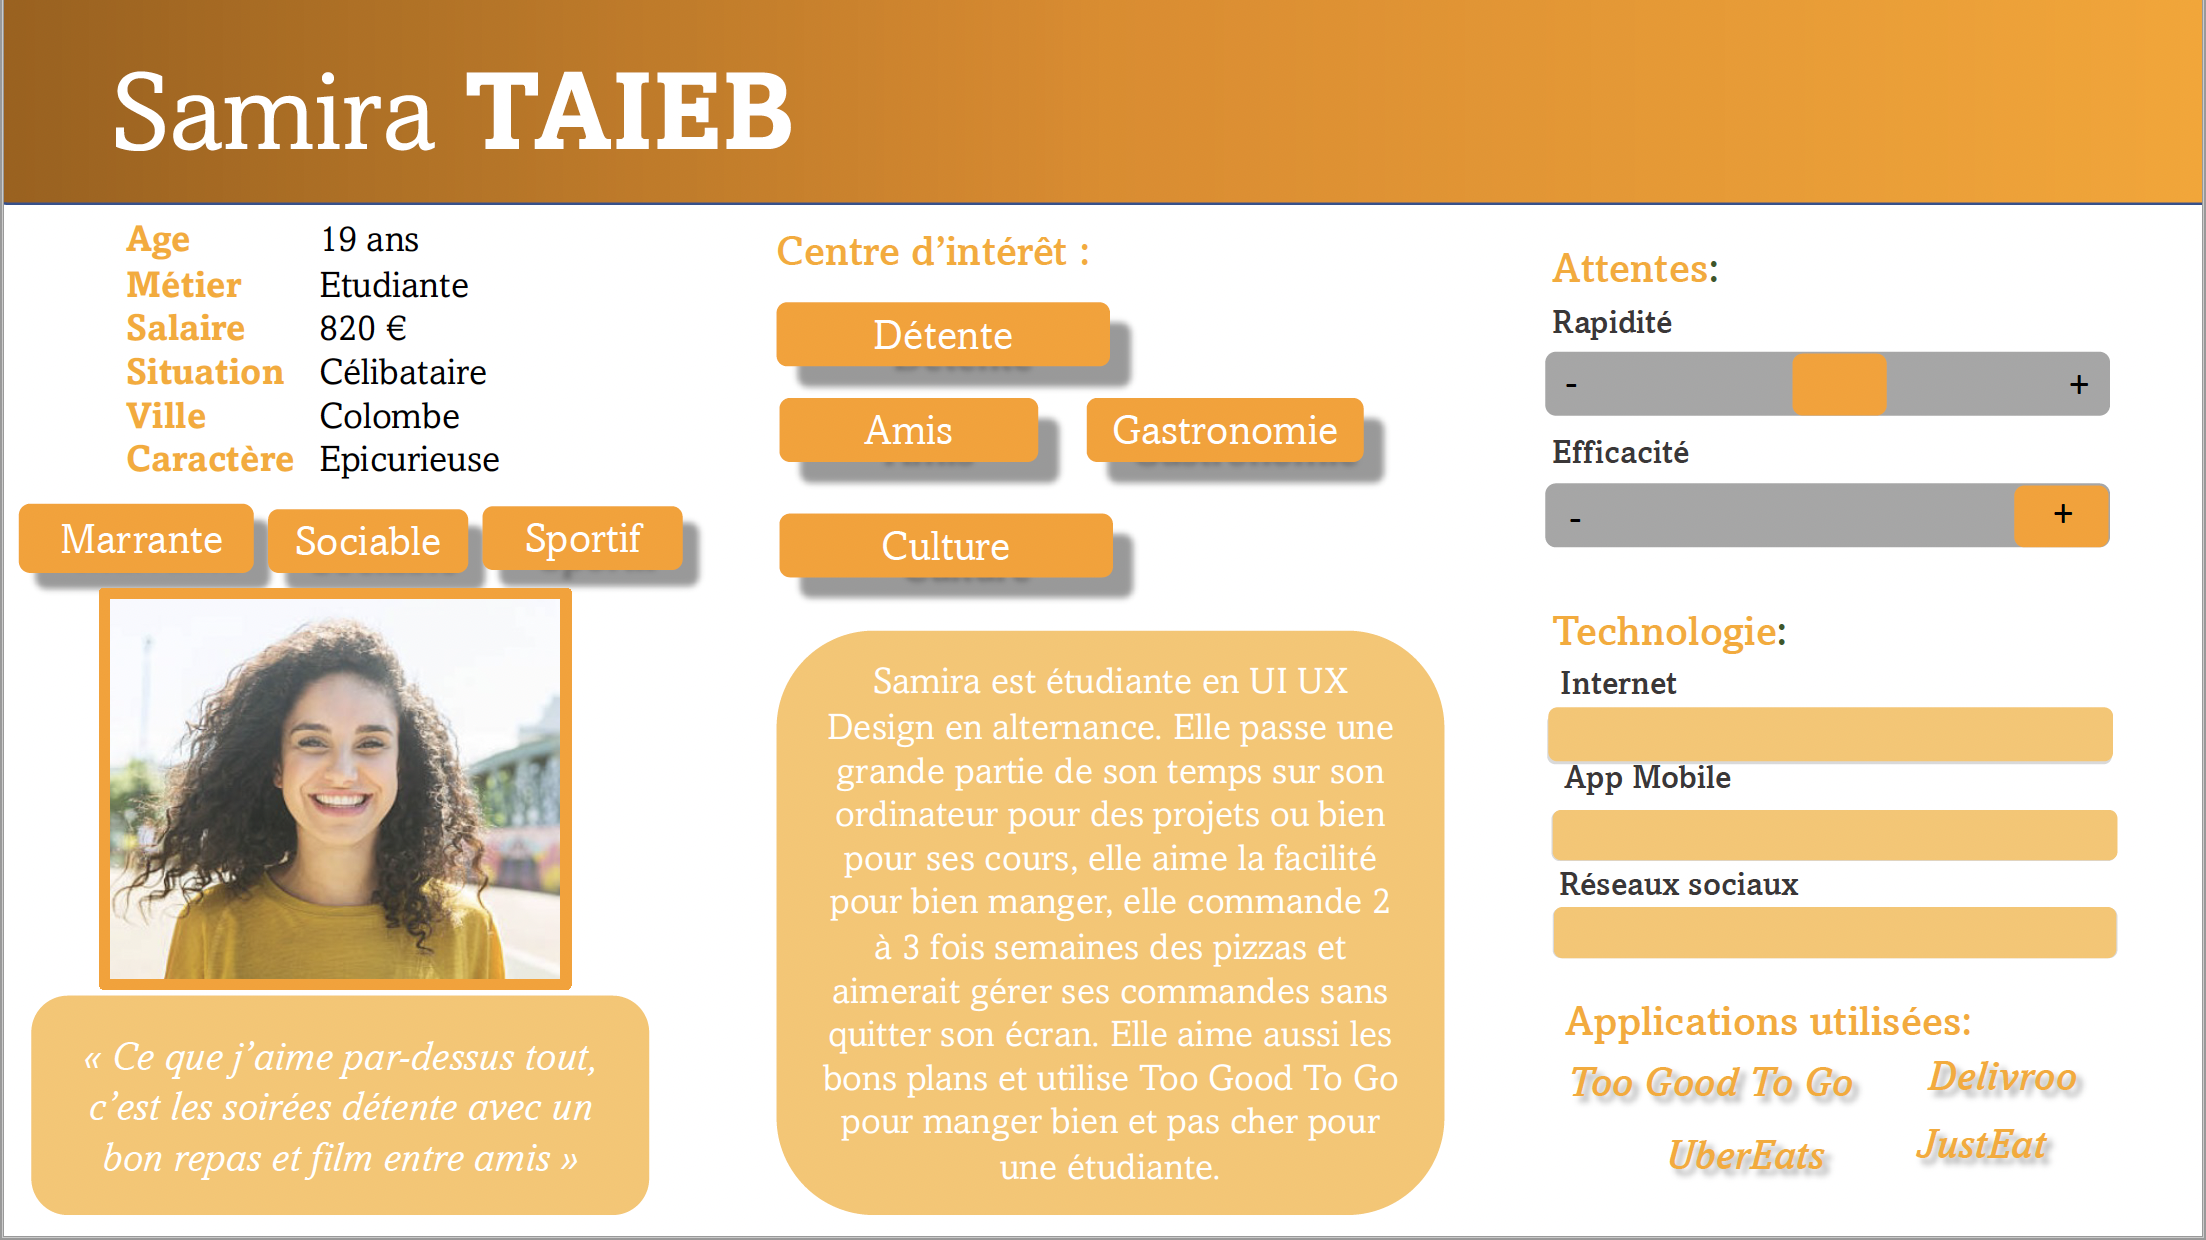 Samira TAIEB
Age 19 ans
Métier Etudiante
Salaire 820 €
Situation Célibataire
Ville Colombe
Caractère Epicurieuse
Marrante Sociable Sportif
« Ce que j’aime par-dessus tout,
c’est les soirées détente avec un
bon repas et film entre amis »
Centre d’intérêt :
Détente
Amis Gastronomie
Culture
Samira est étudiante en UI UX
Design en alternance. Elle passe une
grande partie de son temps sur son
ordinateur pour des projets ou bien
pour ses cours, elle aime la facilité
pour bien manger, elle commande 2
à 3 fois semaines des pizzas et
aimerait gérer ses commandes sans
quitter son écran. Elle aime aussi les
bons plans et utilise Too Good To Go
pour manger bien et pas cher pour
une étudiante.
Attentes:
Rapidité
- +
Efficacité
- +
Technologie:
Internet
App Mobile
Réseaux sociaux
Applications utilisées:
Too Good To Go Delivroo
UberEats JustEat